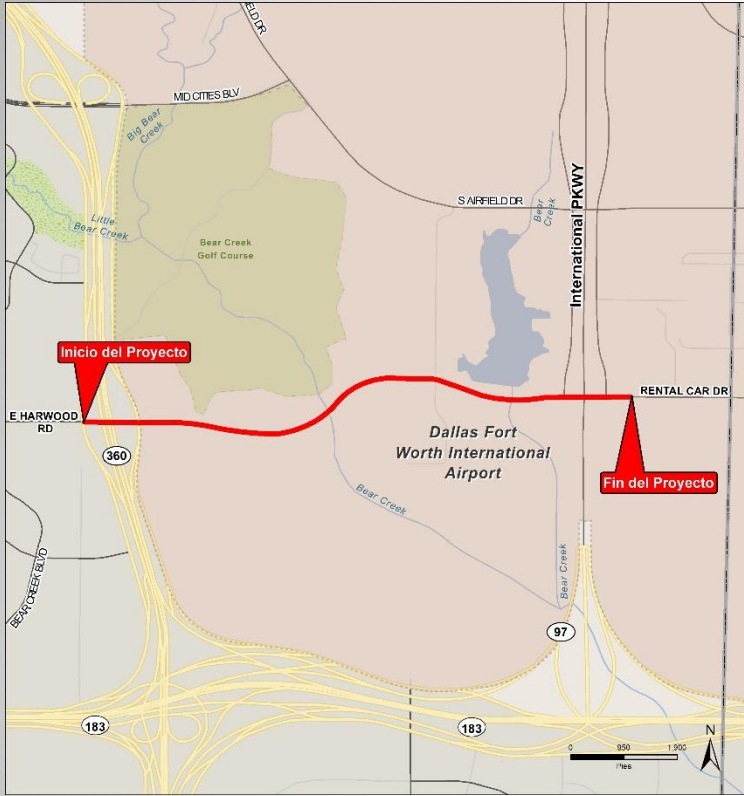 IELD DR
MID CITIES BLV
Big Bear
Creek
International PKWY
S AIRFIELD DR
Bear
Creek
Little
Bear Creek
Bear Creek
Golf Course
Inicio del Proyecto
RENTAL CAR DR
E HARWOOD
RD
Dallas Fort
Worth International
Airport
360
Fin del Proyecto
Bear Creek
Bear Creek
BEAR CREEK BLVD
97
183
183
N
0 950 1,900
Pies